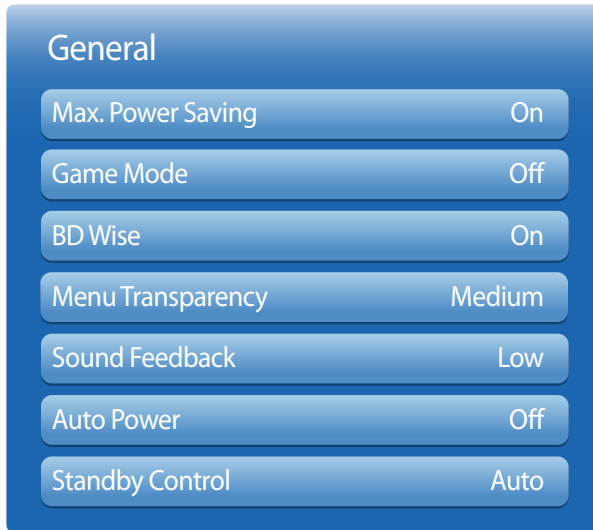 General
Max. Power Saving On
Game Mode Off
BD Wise On
Menu Transparency Medium
Sound Feedback Low
Auto Power Off
Standby Control Auto